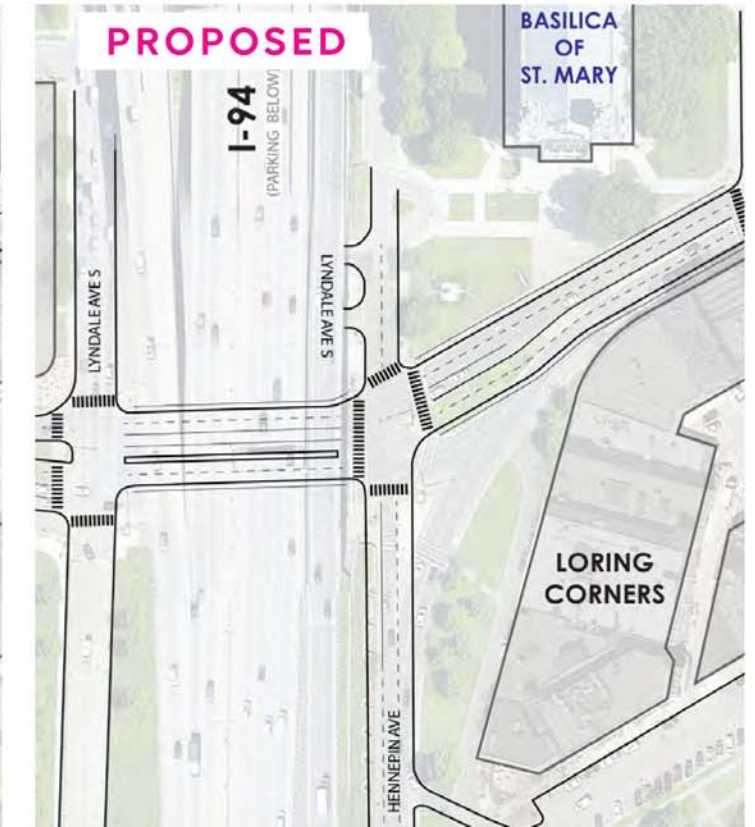 PROPOSED
BASILICA
OF
ST. MARY
I-94
(PARKING BELOW)
LYNDALE AVE S
LYNDALE AVE S
LORING
CORNERS
HENNEPIN AVE